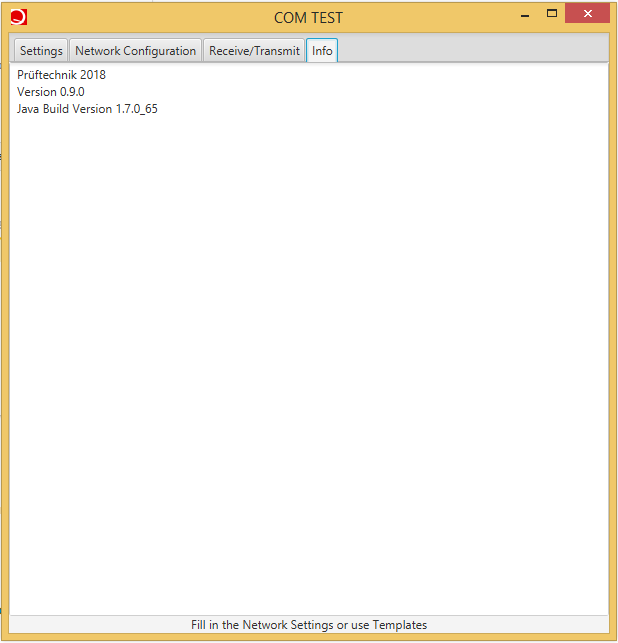 COM TEST
Settings Network Configuration Receive/Transmit Info
Prüftechnik 2018
Version 0.9.0
Java Build Version 1.7.0_65
Fill in the Network Settings or use Templates